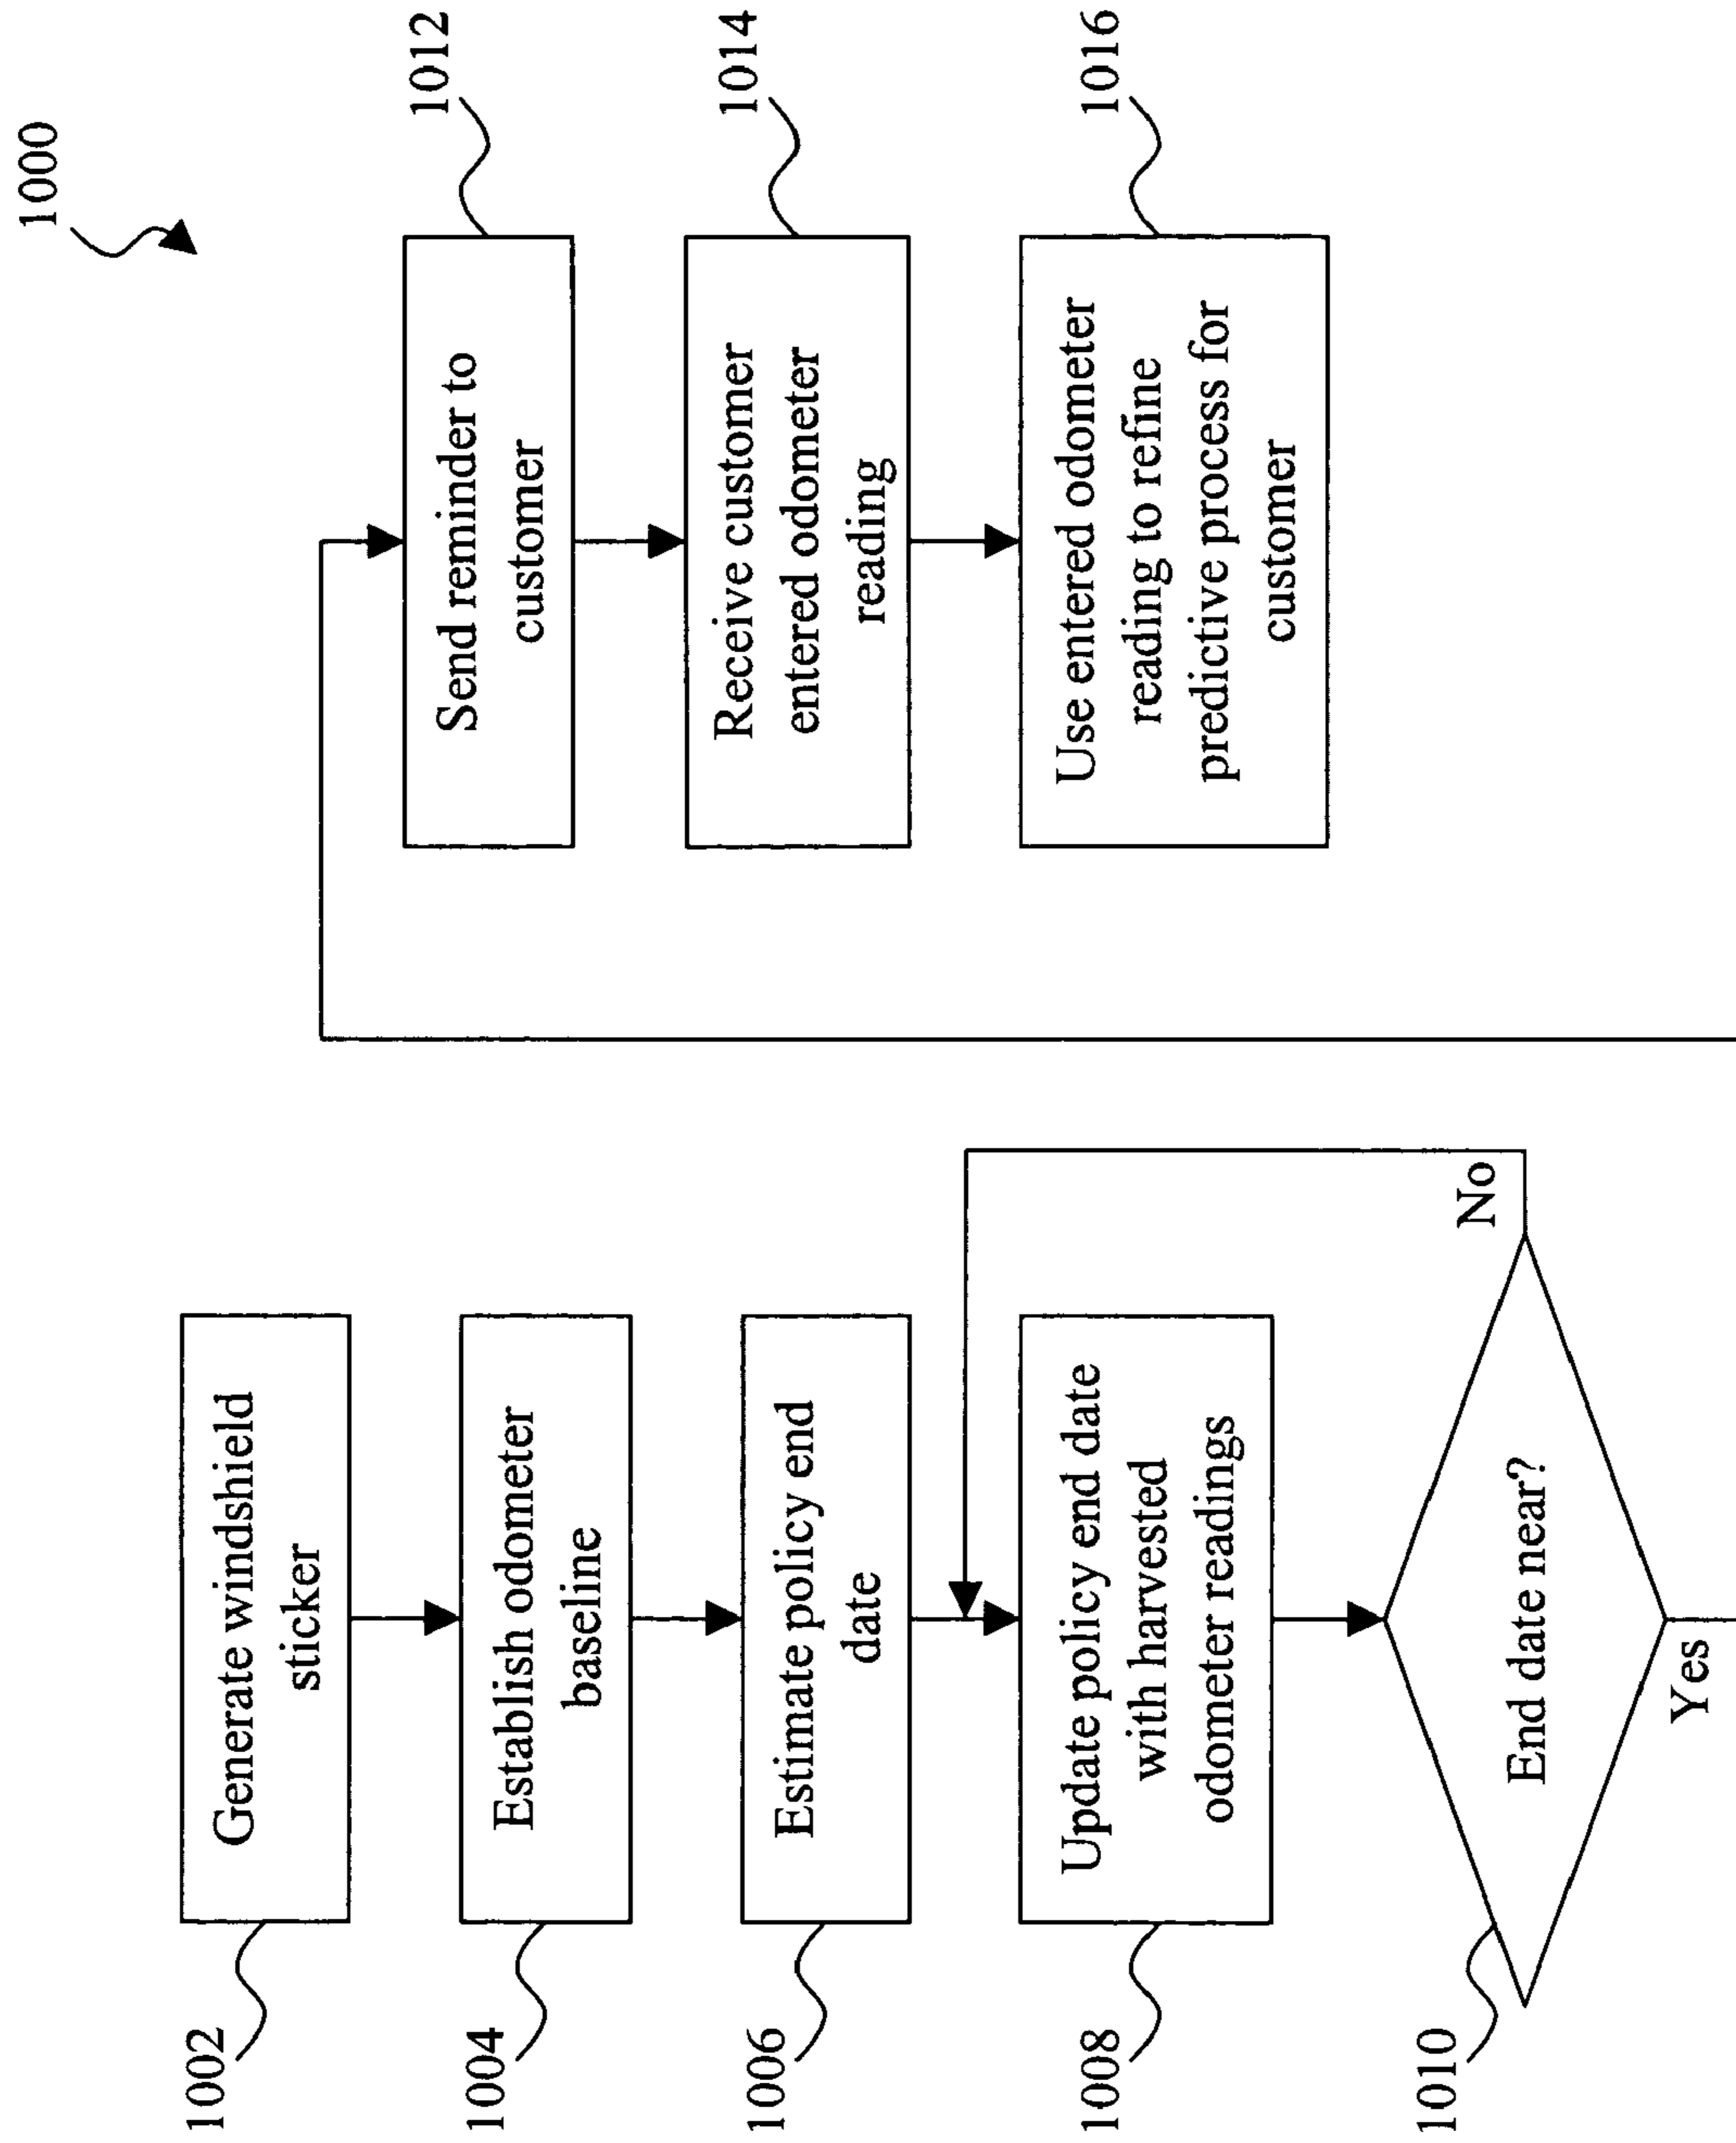 1000
1002
Generate windshield
sticker
1004
Establish odometer
baseline
1006
Estimate policy end
date
1008
Update policy end date
with harvested
odometer readings
1010
End date near?
No
Yes
1012
Send reminder to
customer
1014
Receive customer
entered odometer
reading
1016
Use entered odometer
reading to refine
predictive process for
customer